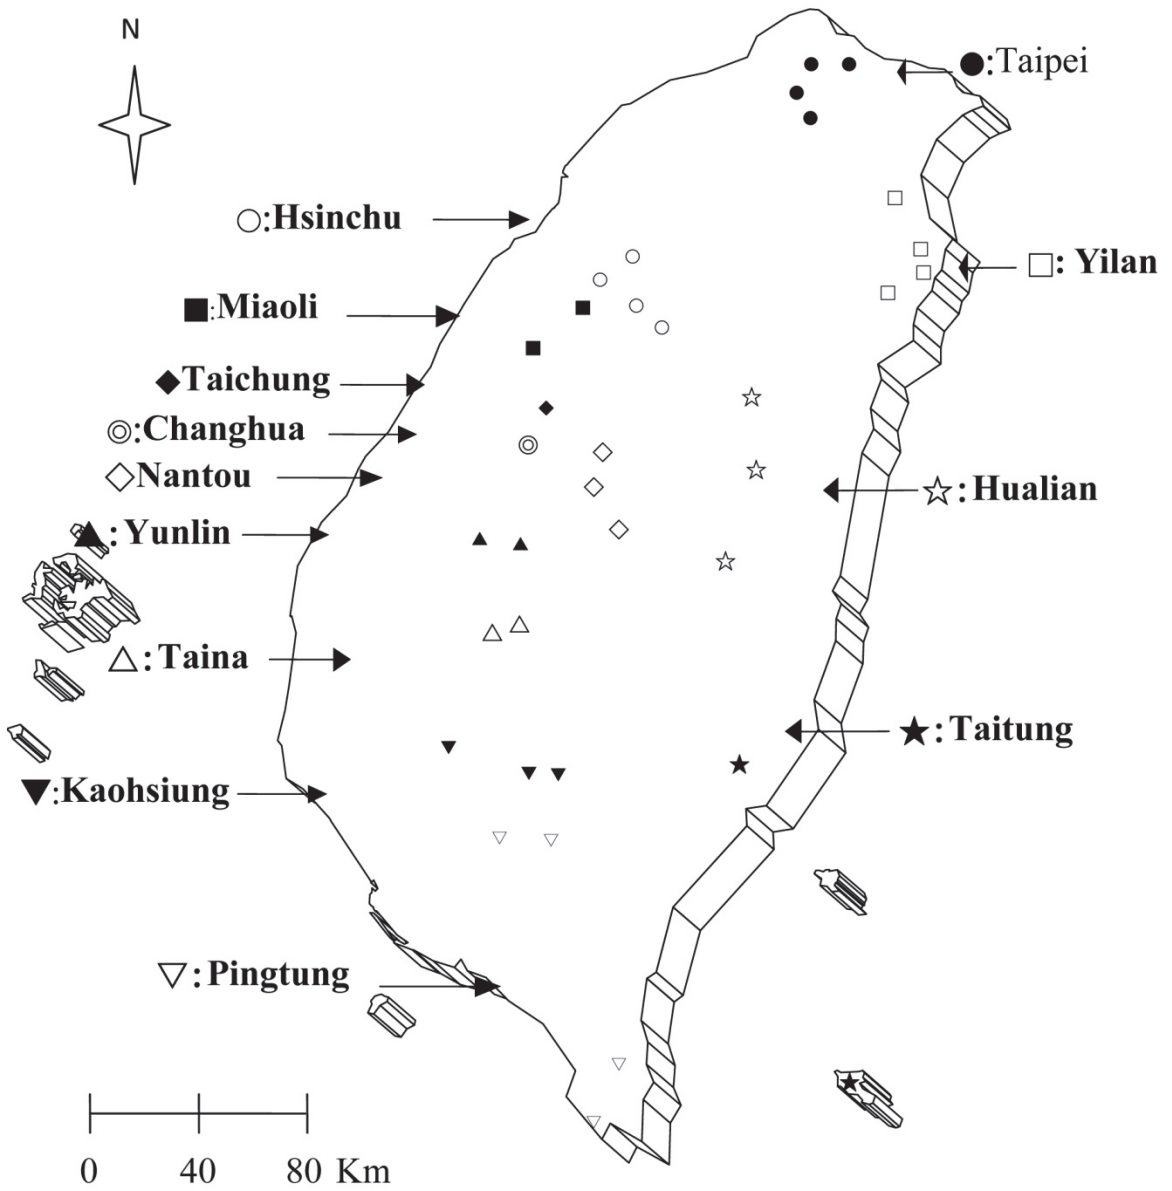 N
:Taipei
:Hsinchu
: Yilan
:Miaoli
Taichung
:Changhua
Nantou
: Hualian
: Yunlin
: Taina
: Taitung
:Kaohsiung
: Pingtung
0 40 80 Km